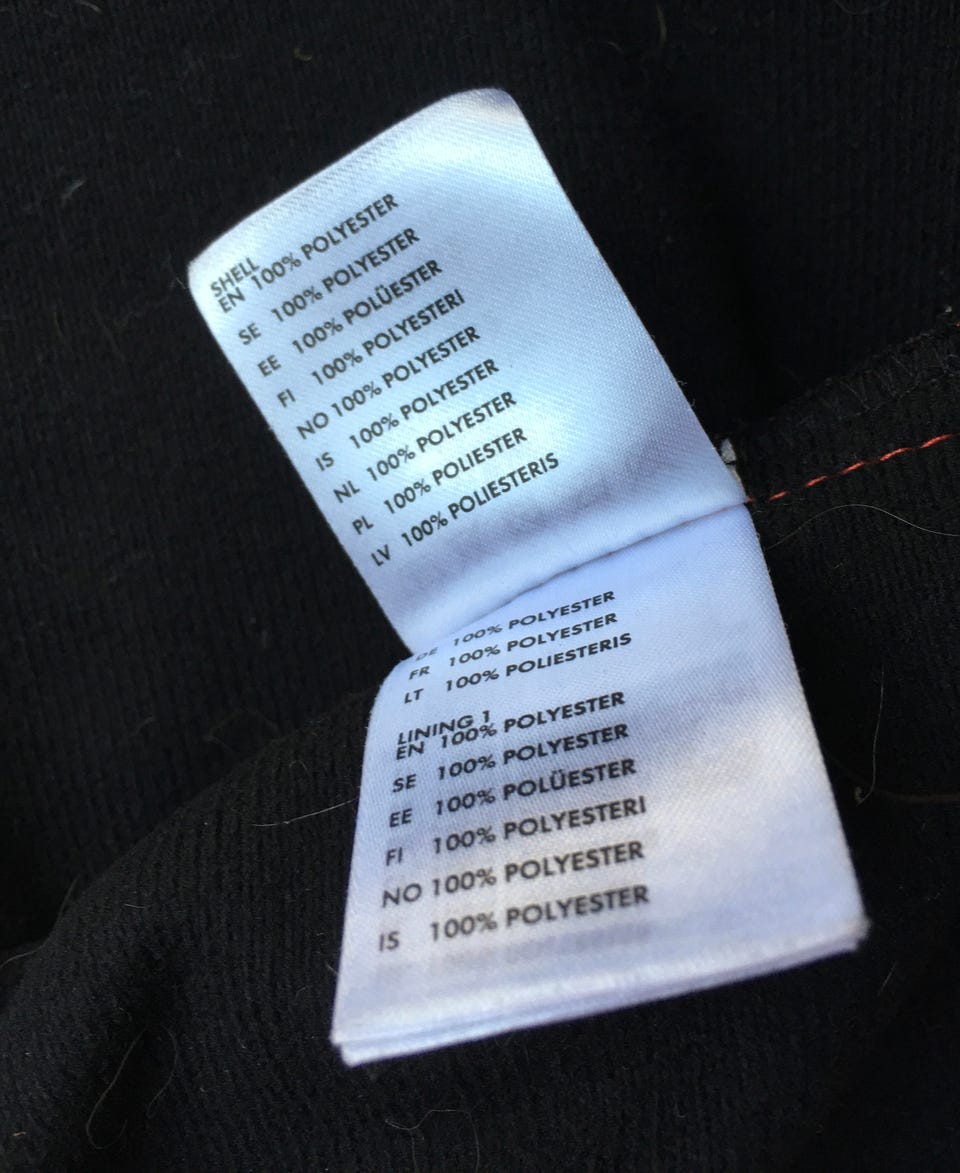 SHELL
EN 100% POLYESTER
SE 100% POLYESTER
EE 100% POLÜESTER
FI 100% POLYESTERI
NO 100% POLYESTER
IS 100% POLYESTER
NL 100% POLYESTER
PL 100% POLIESTER
LV 100% POLIESTERIS
DE 100% POLYESTER
FR 100% POLYESTER
LT 100% POLIESTERIS
LINING 1
EN 100% POLYESTER
SE 100% POLYESTER
EE 100% POLÜESTER
FI 100% POLYESTERI
NO 100% POLYESTER
IS 100% POLYESTER